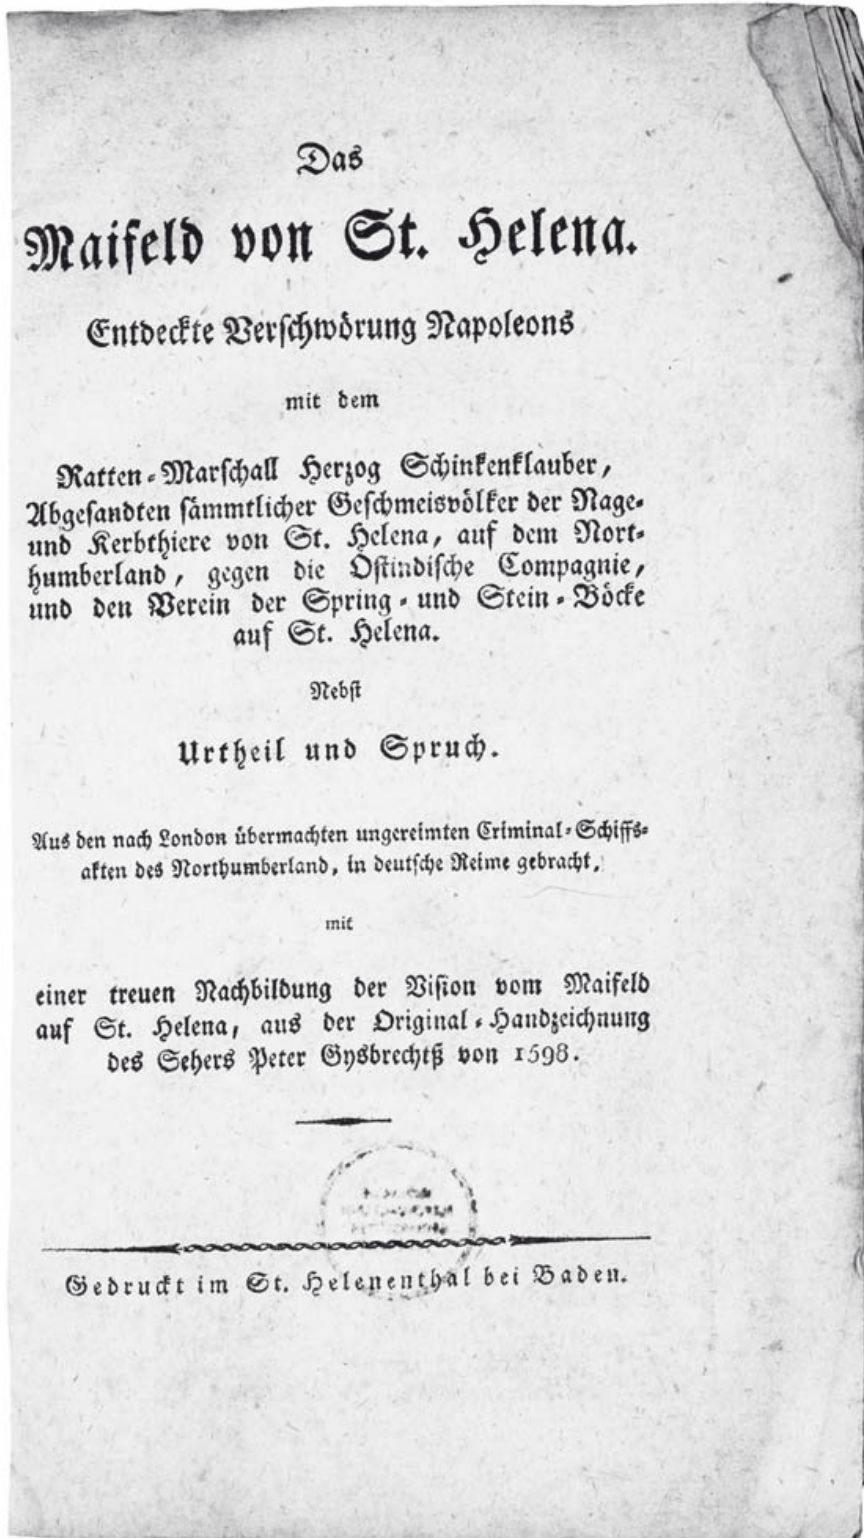 Das
Maifeld von St. Helena.
Entdeckte Verschwörung Napoleons
mit dem
Ratten-Marschall Herzog Schinkenklauber,
Abgesandten sämmtlicher Geschmeisvölker der Nage-
und Kerbthiere von St. Helena, auf dem Nort-
humberland, gegen die Ostindische Compagnie,
und den Verein der Spring- und Stein-Böcke
auf St. Helena.
Nebst
Urtheil und Spruch.
Aus den nach London übermachten ungereimten Criminal-Schiffs-
akten des Northumberland, in deutsche Reime gebracht,
mit
einer treuen Nachbildung der Vision vom Maifeld
auf St. Helena, aus der Original-Handzeichnung
des Sehers Peter Gysbrechtß von 1598.
Gedruckt im St. Helenenthal bei Baden.